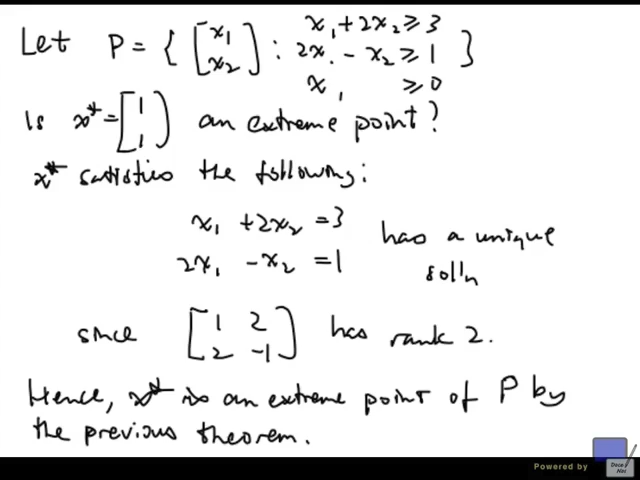 Let P = { [x₁ x₂] : x₁ + 2x₂ ≥ 3
2x₁ - x₂ ≥ 1 }
x₁ ≥ 0
Is x* = [1 1] an extreme point?
x* satisfies the following:
x₁ + 2x₂ = 3
2x₁ - x₂ = 1
has a unique
sol'n
since [1 2 2 -1] has rank 2.
Hence, x* is an extreme point of P by
the previous theorem.
Powered by